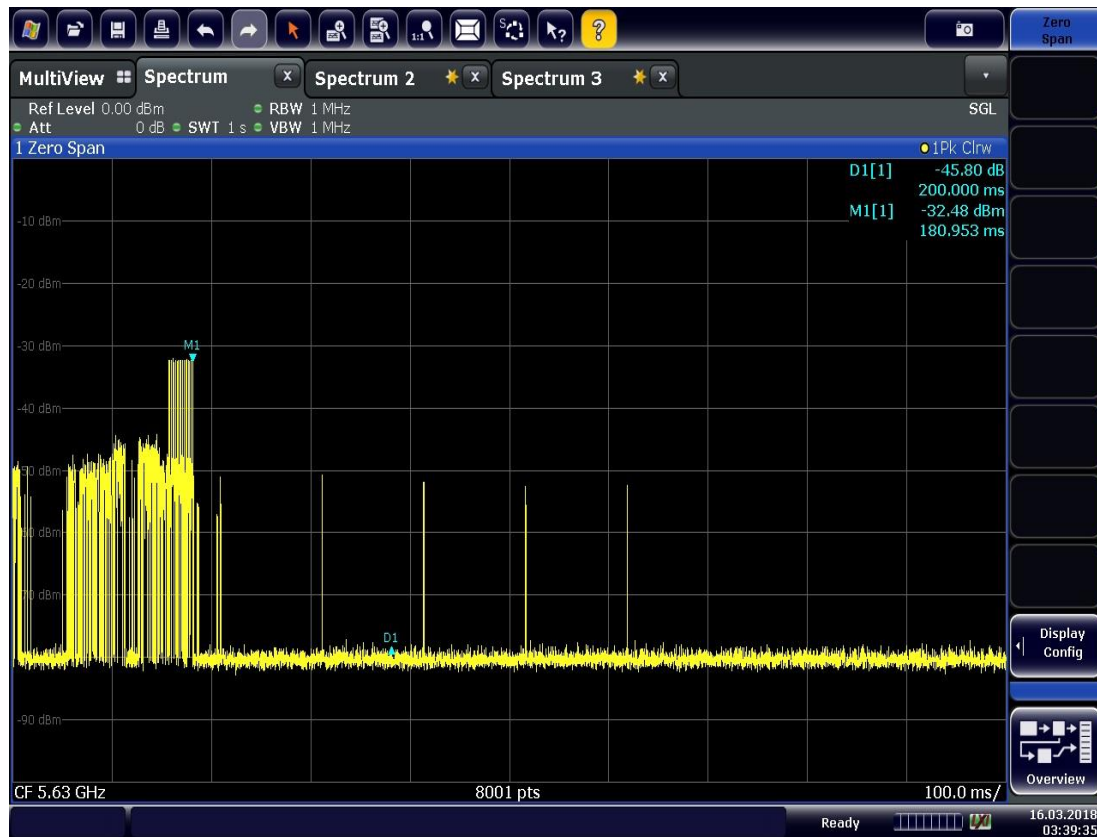 1:1
S
?
?
Zero
Span
MultiView
Spectrum X
Spectrum 2 X
Spectrum 3 X
Ref Level 0.00 dBm RBW 1 MHz SGL
Att 0 dB SWT 1 s VBW 1 MHz
1 Zero Span 1Pk Clrw
D1[1] -45.80 dB
200.000 ms
M1[1] -32.48 dBm
180.953 ms
-10 dBm
-20 dBm
-30 dBm
M1
-40 dBm
D1
-90 dBm
CF 5.63 GHz 8001 pts 100.0 ms/
Display
Config
Overview
Ready
16.03.2018
03:39:35